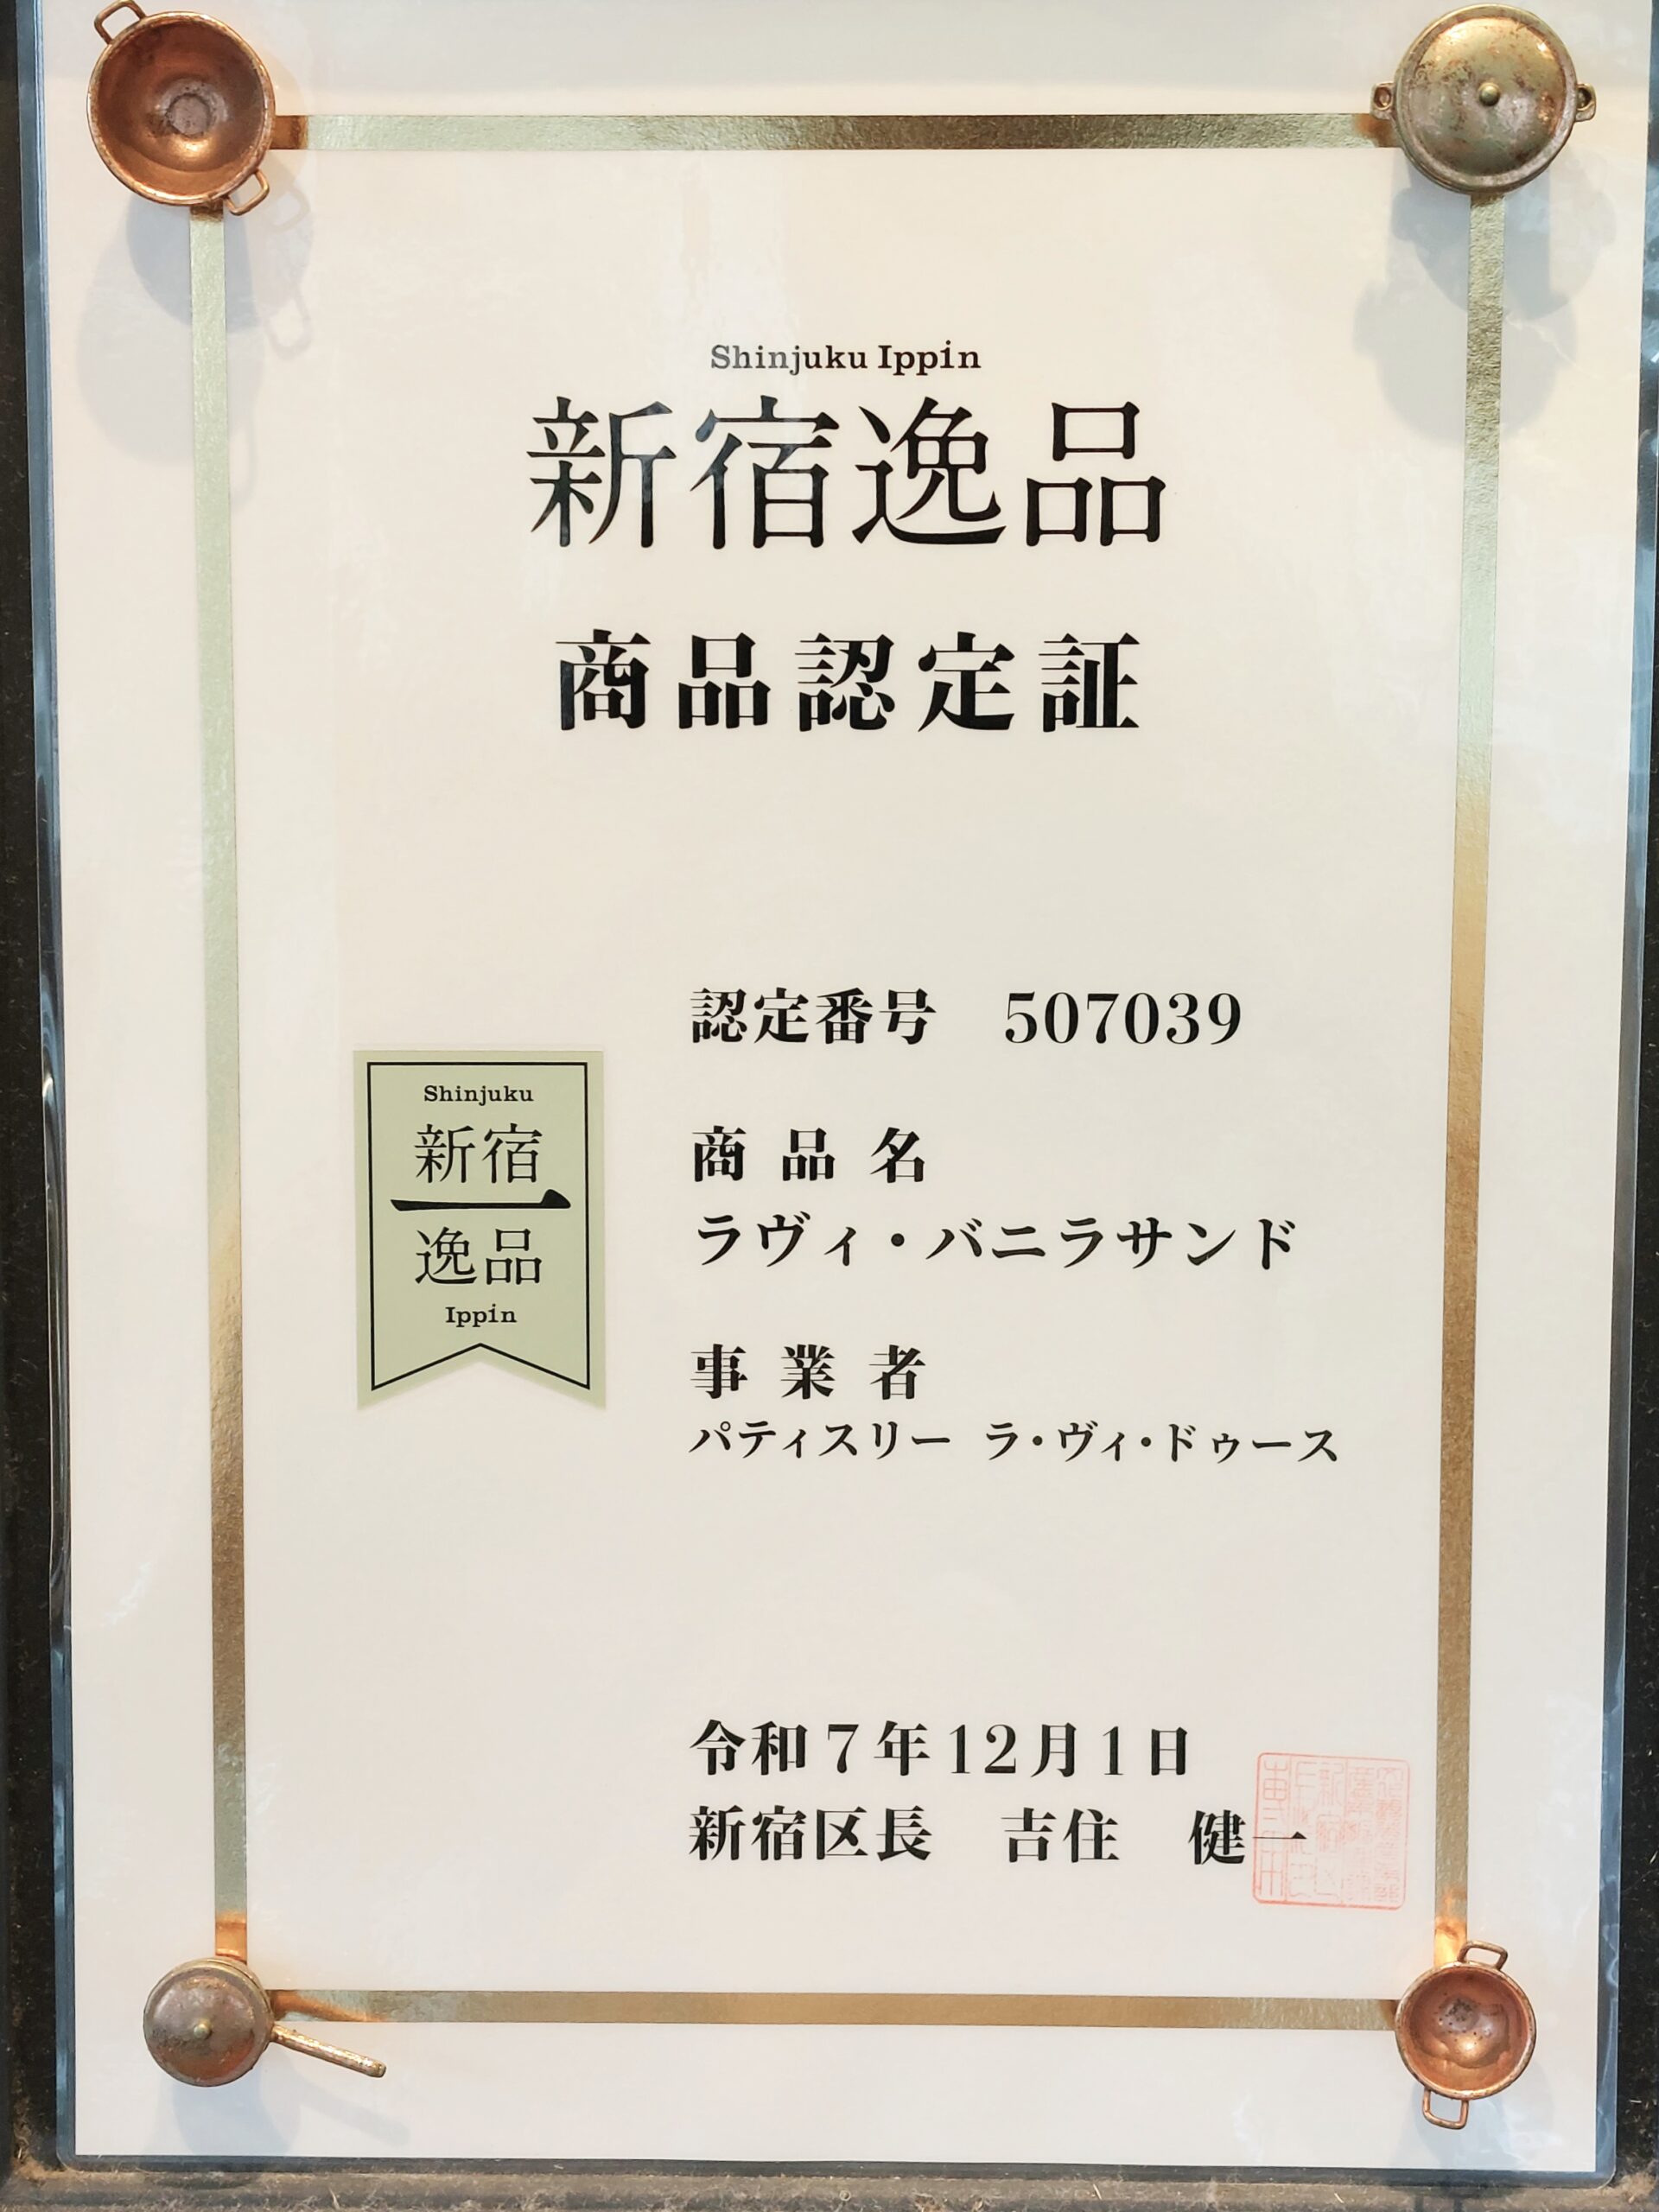 Shinjuku Ippin
新宿逸品
商品認定証
認定番号　507039
商品名
ラヴィ・バニラサンド
事業者
パティスリー ラ・ヴィ・ドゥース
Shinjuku
新宿
逸品
Ippin
令和7年12月1日
新宿区長　吉住　健一